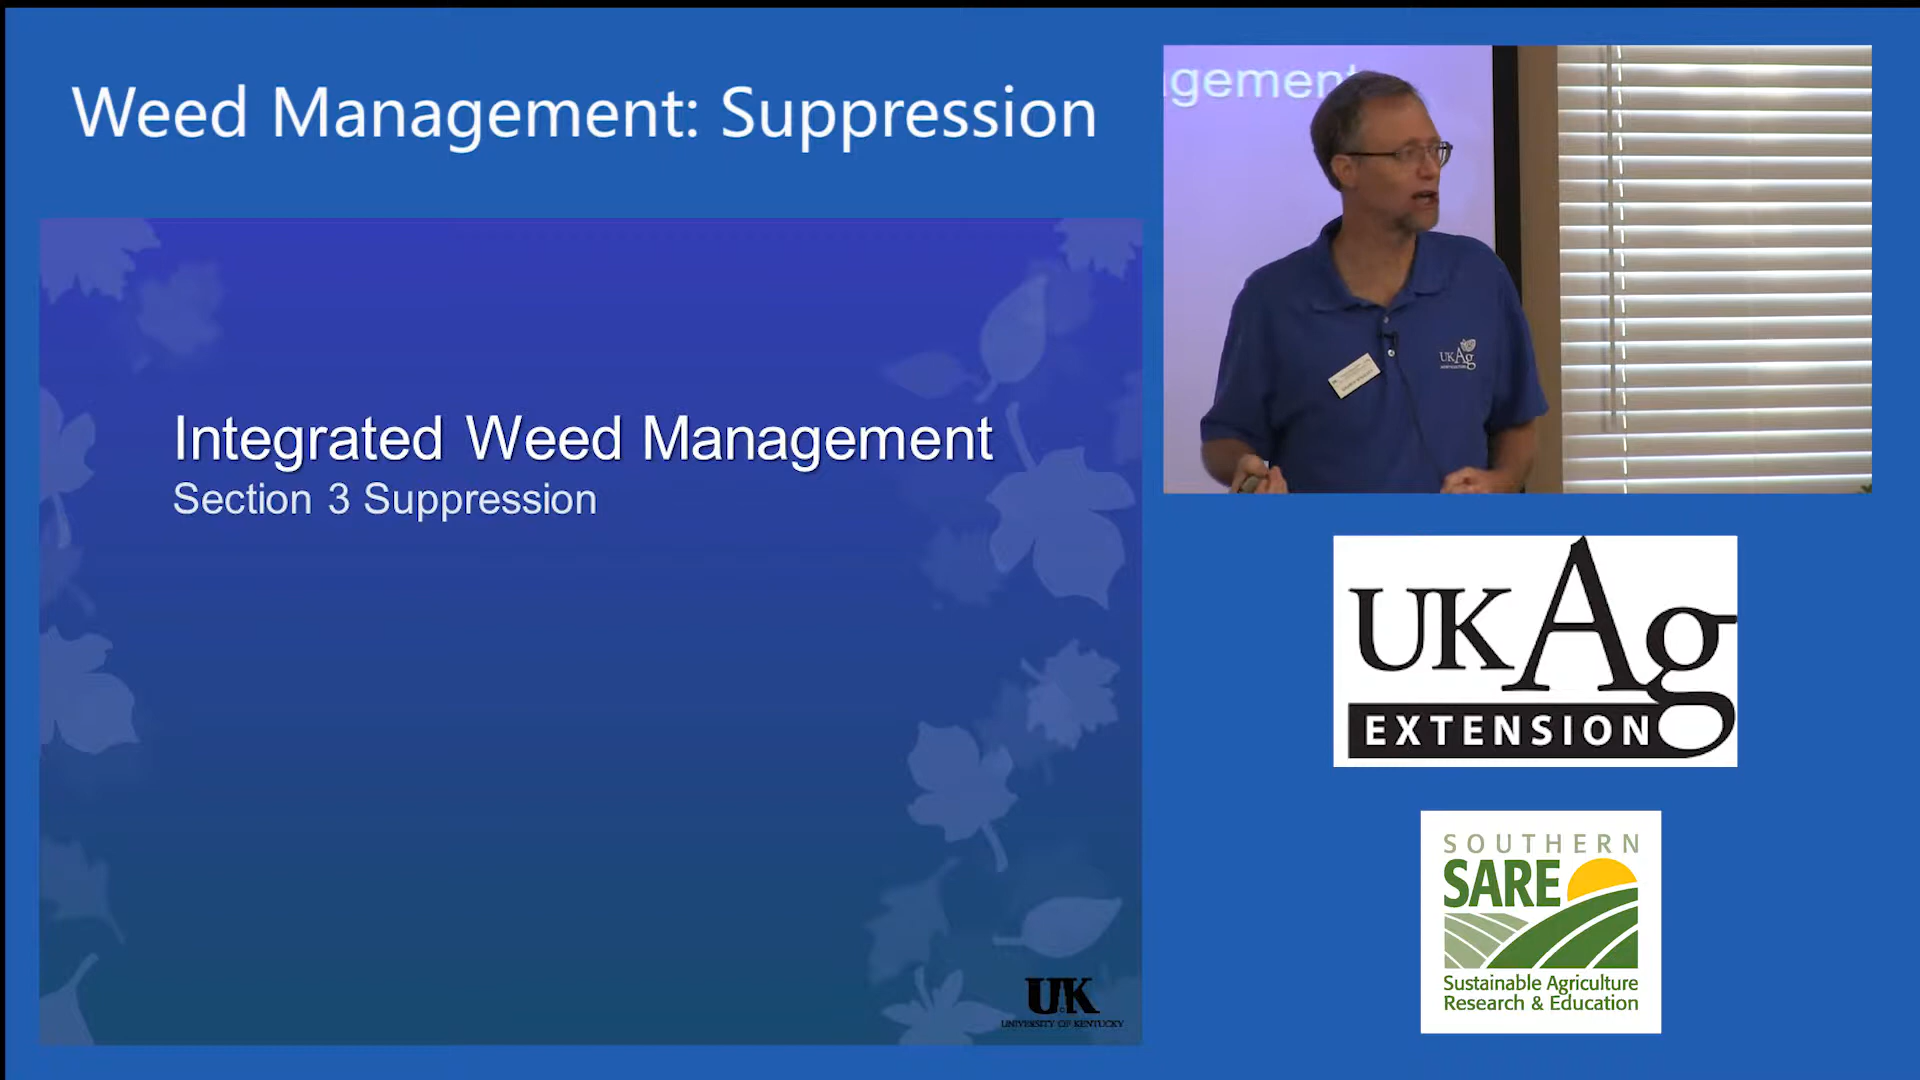 Weed Management: Suppression
gement
UKAg
Integrated Weed Management
Section 3 Suppression
UKAg
EXTENSION
SOUTHERN
SARE
Sustainable Agriculture
Research & Education
UK
UNIVERSITY OF KENTUCKY